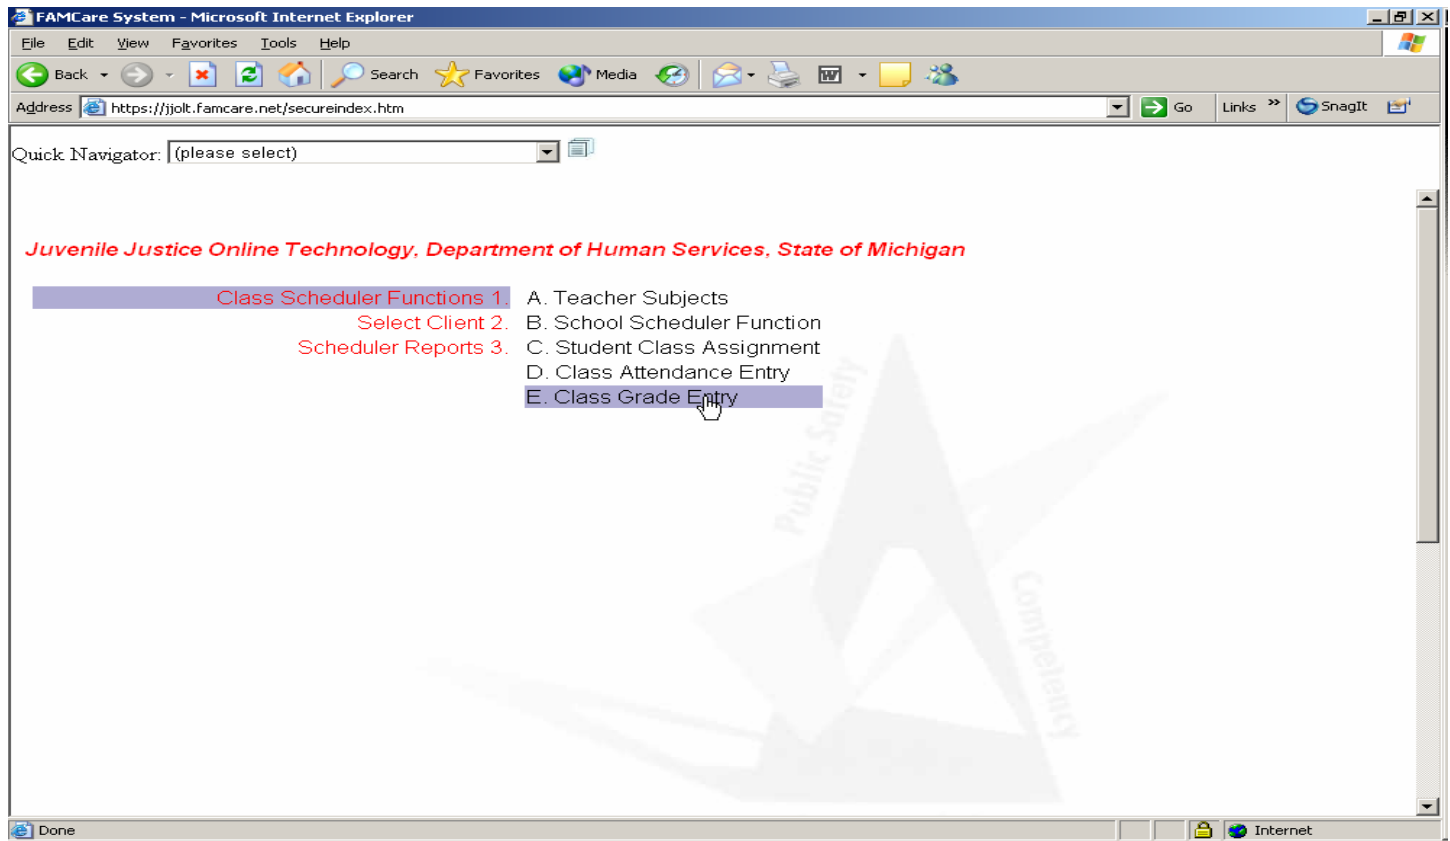 FAMCare System - Microsoft Internet Explorer
File Edit View Favorites Tools Help
Back Search Favorites Media W
Address https://jjolt.famcare.net/secureindex.htm Go Links » SnagIt
Quick Navigator: (please select)
Juvenile Justice Online Technology, Department of Human Services, State of Michigan
Class Scheduler Functions 1. A. Teacher Subjects
Select Client 2. B. School Scheduler Function
Scheduler Reports 3. C. Student Class Assignment
D. Class Attendance Entry
E. Class Grade Entry
Public Safety
Competency
Done Internet